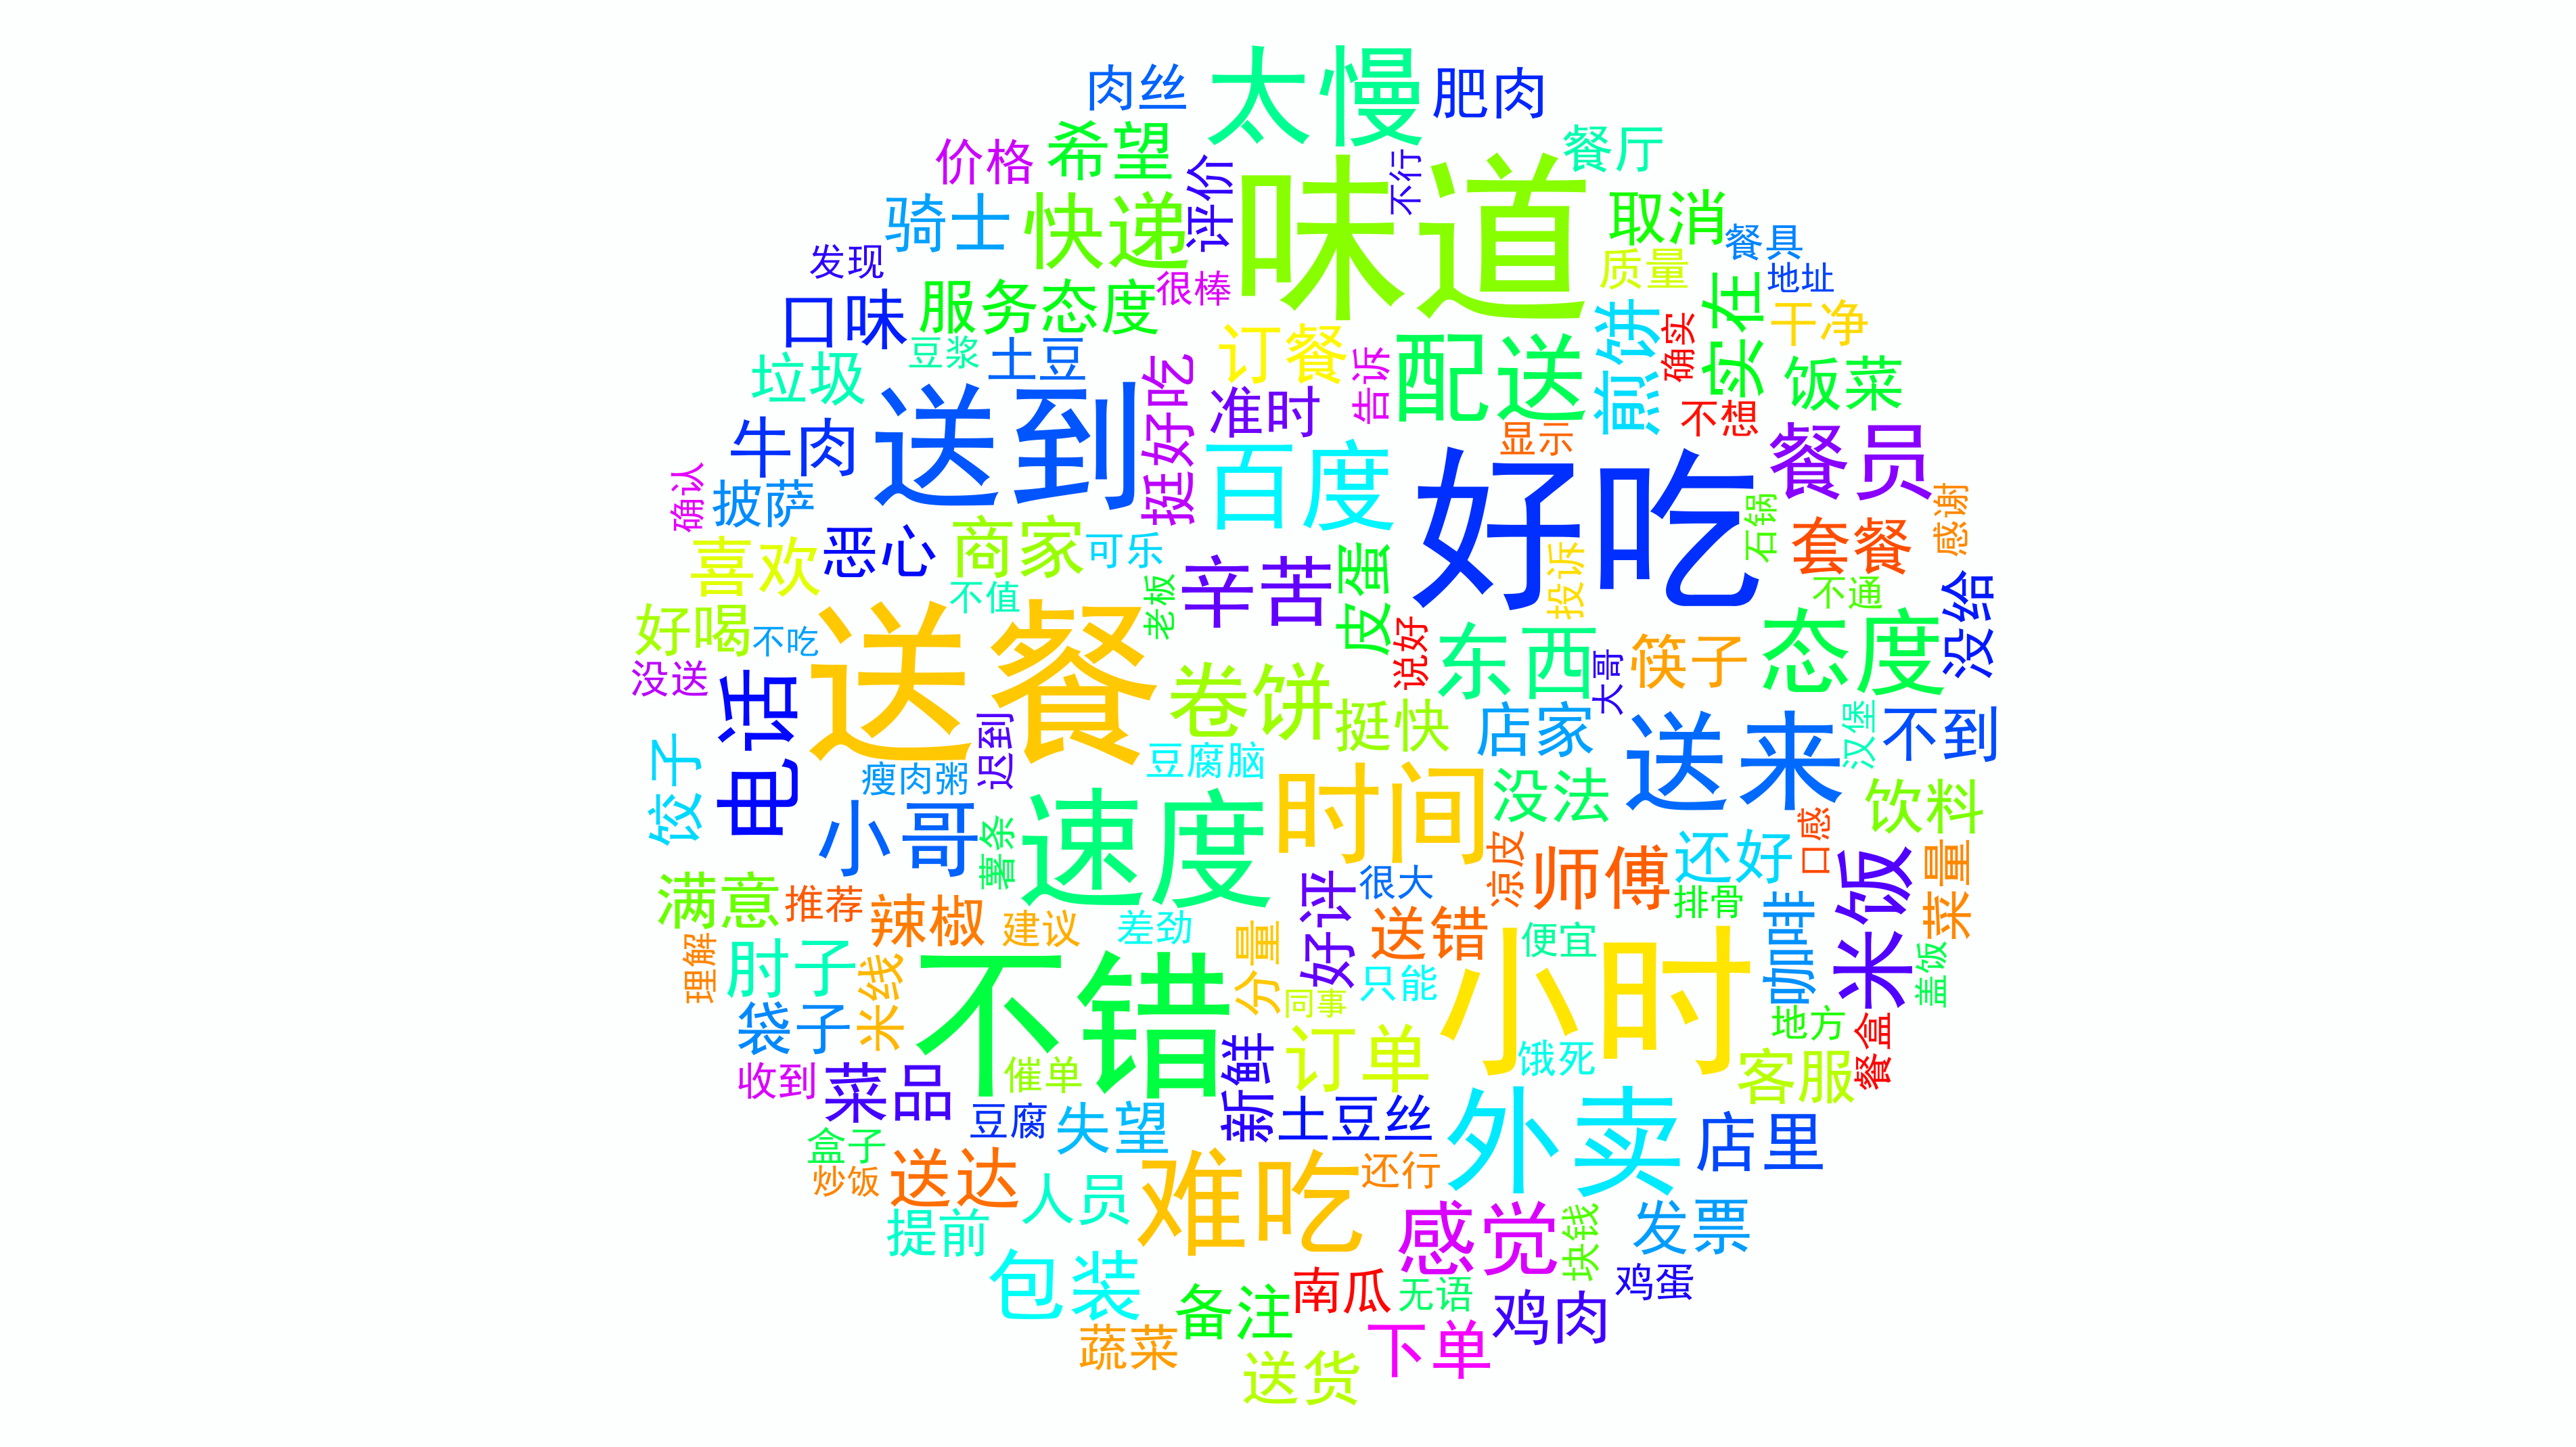 太慢
肉丝
肥肉
希望
餐厅
价格
评价
不行
味道
取消
骑士
快递
餐具
发现
很棒
质量
地址
口味
服务态度
实在
干净
煎饼
确实
豆浆
土豆
订餐
告诉
配送
垃圾
饭菜
送到
挺好吃
准时
不想
牛肉
百度
显示
餐员
好吃
确认
披萨
石锅
感谢
喜欢
恶心
商家
可乐
辛苦
皮蛋
投诉
套餐
不值
老板
不通
没给
好喝
不吃
送餐
说好
东西
大哥
筷子
态度
没送
电话
卷饼
挺快
店家
送来
汉堡
不到
迟到
饺子
豆腐脑
瘦肉粥
时间
没法
饮料
小哥
薯条
速度
凉皮
师傅
还好
口感
米饭
菜量
满意
推荐
辣椒
好评
很大
排骨
咖啡
建议
差劲
分量
送错
便宜
小时
理解
肘子
米线
不错
只能
盖饭
袋子
同事
地方
餐盒
收到
菜品
催单
新鲜
订单
饿死
客服
豆腐
失望
土豆丝
外卖
店里
盒子
炒饭
送达
人员
难吃
还行
提前
感觉
块钱
发票
包装
备注
南瓜
无语
鸡肉
鸡蛋
蔬菜
下单
送货